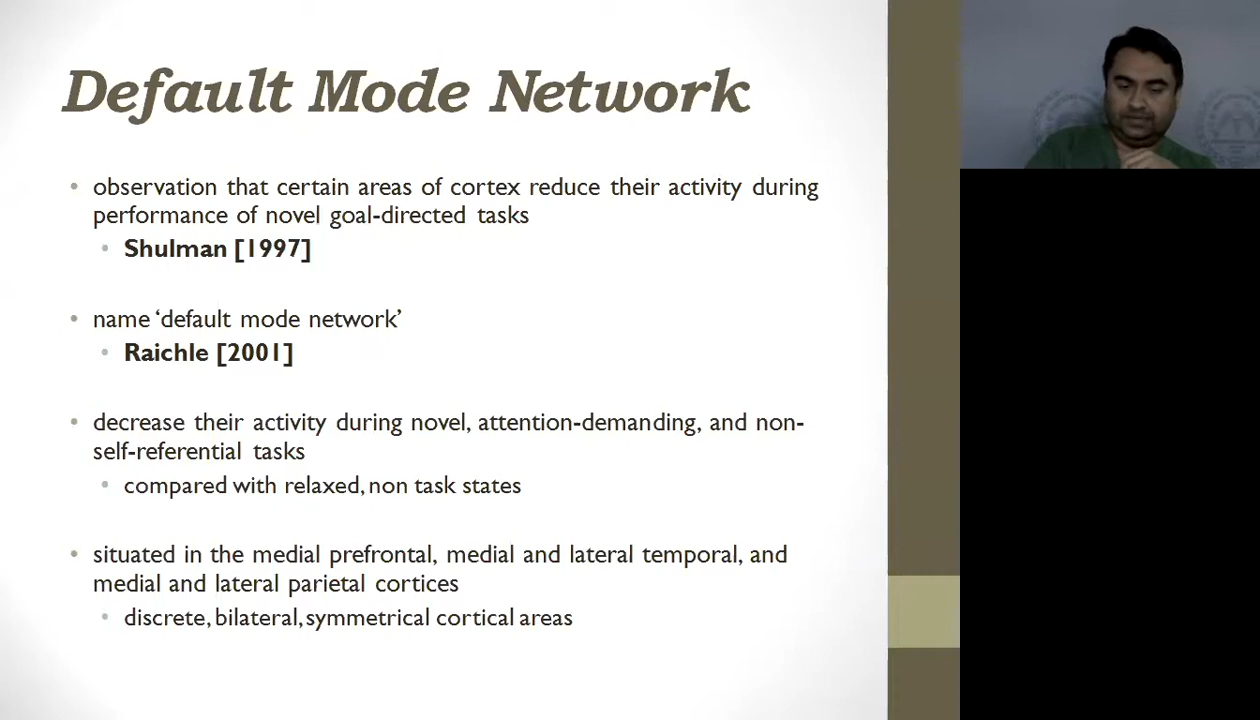 Default Mode Network
• observation that certain areas of cortex reduce their activity during
performance of novel goal-directed tasks
• Shulman [1997]
• name ‘default mode network’
• Raichle [2001]
• decrease their activity during novel, attention-demanding, and non-
self-referential tasks
• compared with relaxed, non task states
• situated in the medial prefrontal, medial and lateral temporal, and
medial and lateral parietal cortices
• discrete, bilateral, symmetrical cortical areas